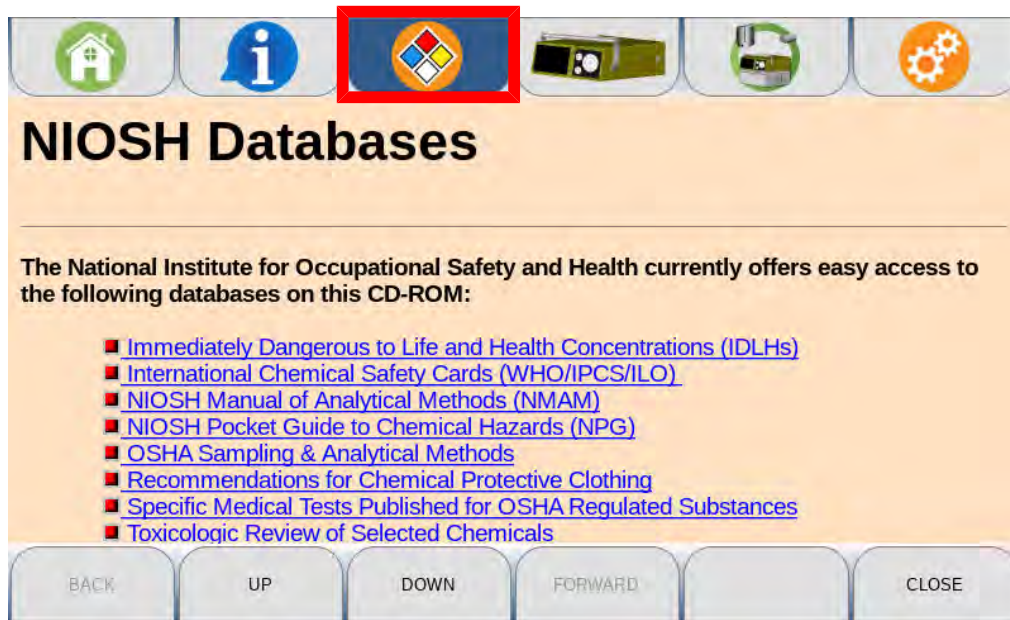 NIOSH Databases
The National Institute for Occupational Safety and Health currently offers easy access to
the following databases on this CD-ROM:
Immediately Dangerous to Life and Health Concentrations (IDLHs)
International Chemical Safety Cards (WHO/IPCS/ILO)
NIOSH Manual of Analytical Methods (NMAM)
NIOSH Pocket Guide to Chemical Hazards (NPG)
OSHA Sampling & Analytical Methods
Recommendations for Chemical Protective Clothing
Specific Medical Tests Published for OSHA Regulated Substances
Toxicologic Review of Selected Chemicals
BACK UP DOWN FORWARD CLOSE